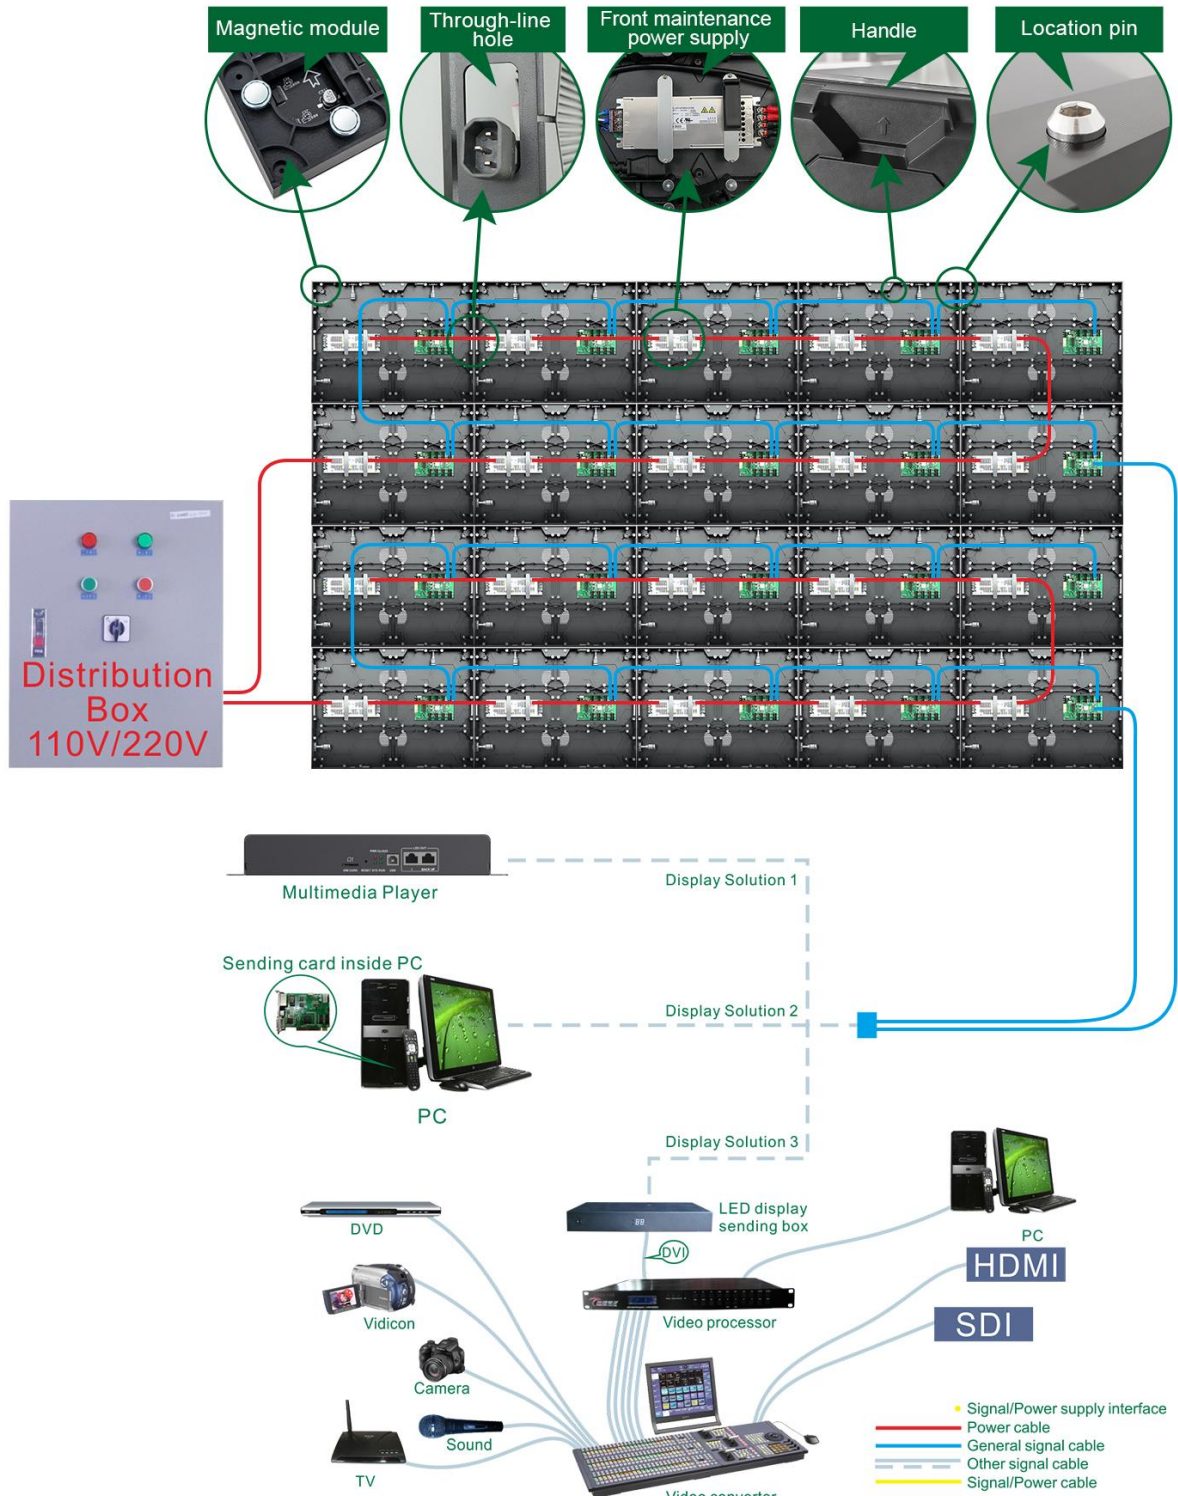 Magnetic module
Through-line
hole
Front maintenance
power supply
Handle
Location pin
Distribution
Box
110V/220V
Multimedia Player
Display Solution 1
Sending card inside PC
PC
Display Solution 2
Display Solution 3
LED display
sending box
DVI
DVD
Vidicon
Camera
Sound
TV
Video processor
PC
HDMI
SDI
Video converter
Signal/Power supply interface
Power cable
General signal cable
Other signal cable
Signal/Power cable